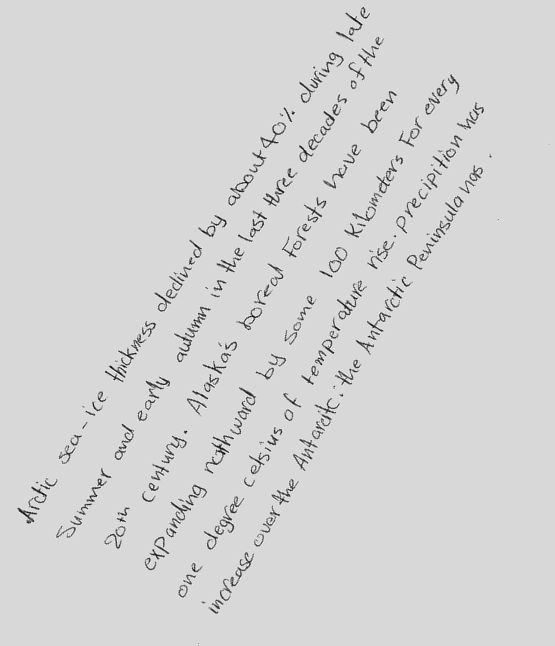 Arctic sea-ice thickness declined by about 40% during late
Summer and early autumn in the last three decades of the
20th century. Alaska's boreal Forests have been
expanding northward by some 100 Kilometers For every
one degree celsius of temperature rise. precipition has
increase over the Antarcitc. the Antarctic Peninsula has.